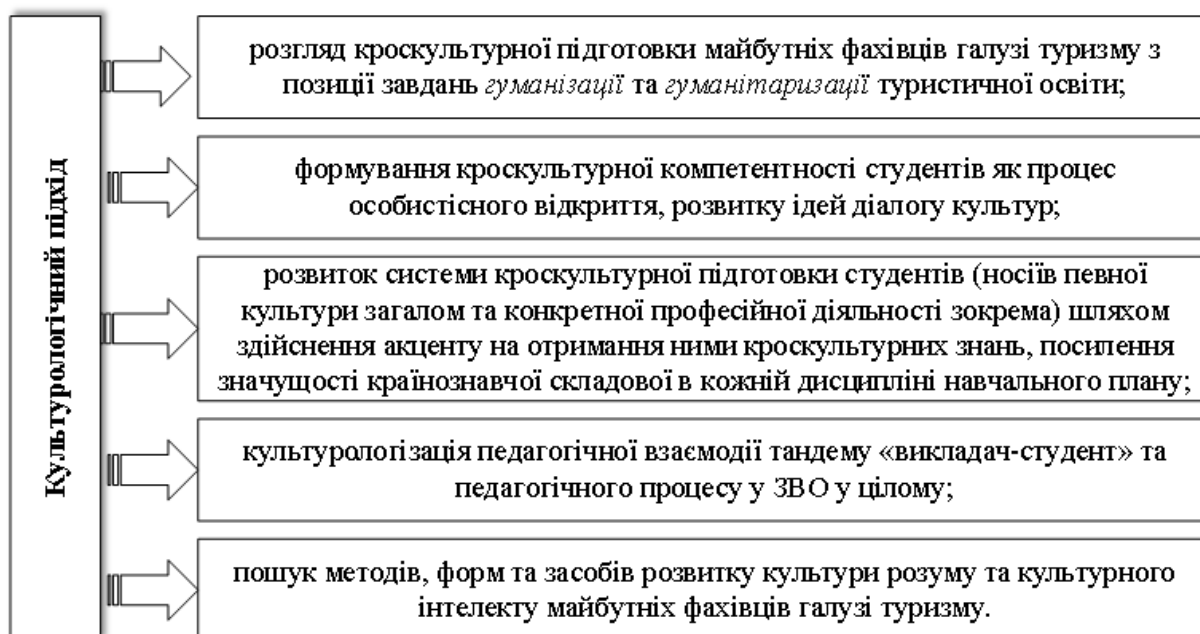 Культурологічний підхід
розгляд кроскультурної підготовки майбутніх фахівців галузі туризму з
позиції завдань гуманізації та гуманітаризації туристичної освіти;
формування кроскультурної компетентності студентів як процес
особистісного відкриття, розвитку ідей діалогу культур;
розвиток системи кроскультурної підготовки студентів (носіїв певної
культури загалом та конкретної професійної діяльності зокрема) шляхом
здійснення акценту на отримання ними кроскультурних знань, посилення
значущості країнознавчої складової в кожній дисципліні навчального плану;
культурологізація педагогічної взаємодії тандему «викладач-студент» та
педагогічного процесу у ЗВО у цілому;
пошук методів, форм та засобів розвитку культури розуму та культурного
інтелекту майбутніх фахівців галузі туризму.